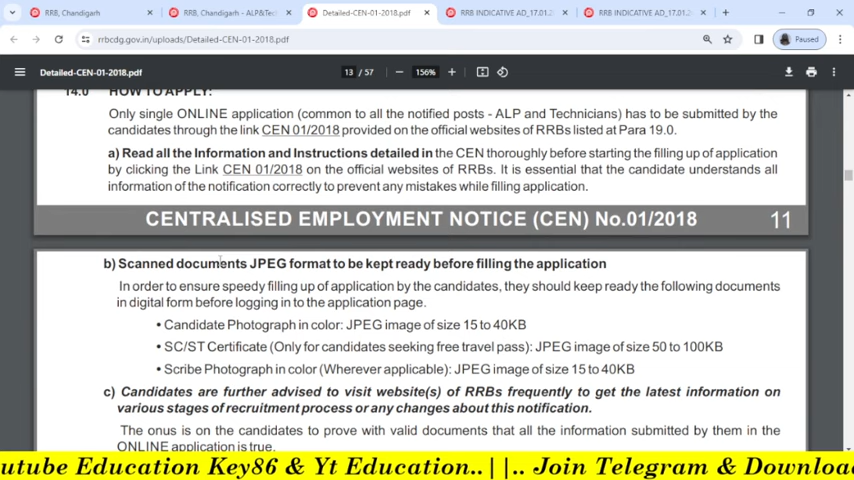 RRB, Chandigarh
RRB, Chandigarh - ALP&Tec
Detailed-CEN-01-2018.pdf
RRB INDICATIVE AD_17.01.2
RRB INDICATIVE AD_17.01.2
rrbcdg.gov.in/uploads/Detailed-CEN-01-2018.pdf
Paused
Detailed-CEN-01-2018.pdf
13 / 57
156%
14.0 HOW TO APPLY:
Only single ONLINE application (common to all the notified posts - ALP and Technicians) has to be submitted by the
candidates through the link CEN 01/2018 provided on the official websites of RRBs listed at Para 19.0.
a) Read all the Information and Instructions detailed in the CEN thoroughly before starting the filling up of application
by clicking the Link CEN 01/2018 on the official websites of RRBs. It is essential that the candidate understands all
information of the notification correctly to prevent any mistakes while filling application.
CENTRALISED EMPLOYMENT NOTICE (CEN) No.01/2018 11
b) Scanned documents JPEG format to be kept ready before filling the application
In order to ensure speedy filling up of application by the candidates, they should keep ready the following documents
in digital form before logging in to the application page.
• Candidate Photograph in color: JPEG image of size 15 to 40KB
• SC/ST Certificate (Only for candidates seeking free travel pass): JPEG image of size 50 to 100KB
• Scribe Photograph in color (Wherever applicable): JPEG image of size 15 to 40KB
c) Candidates are further advised to visit website(s) of RRBs frequently to get the latest information on
various stages of recruitment process or any changes about this notification.
The onus is on the candidates to prove with valid documents that all the information submitted by them in the
ONLINE application is true.
utube Education Key86 & Yt Education..||.. Join Telegram & Downloa